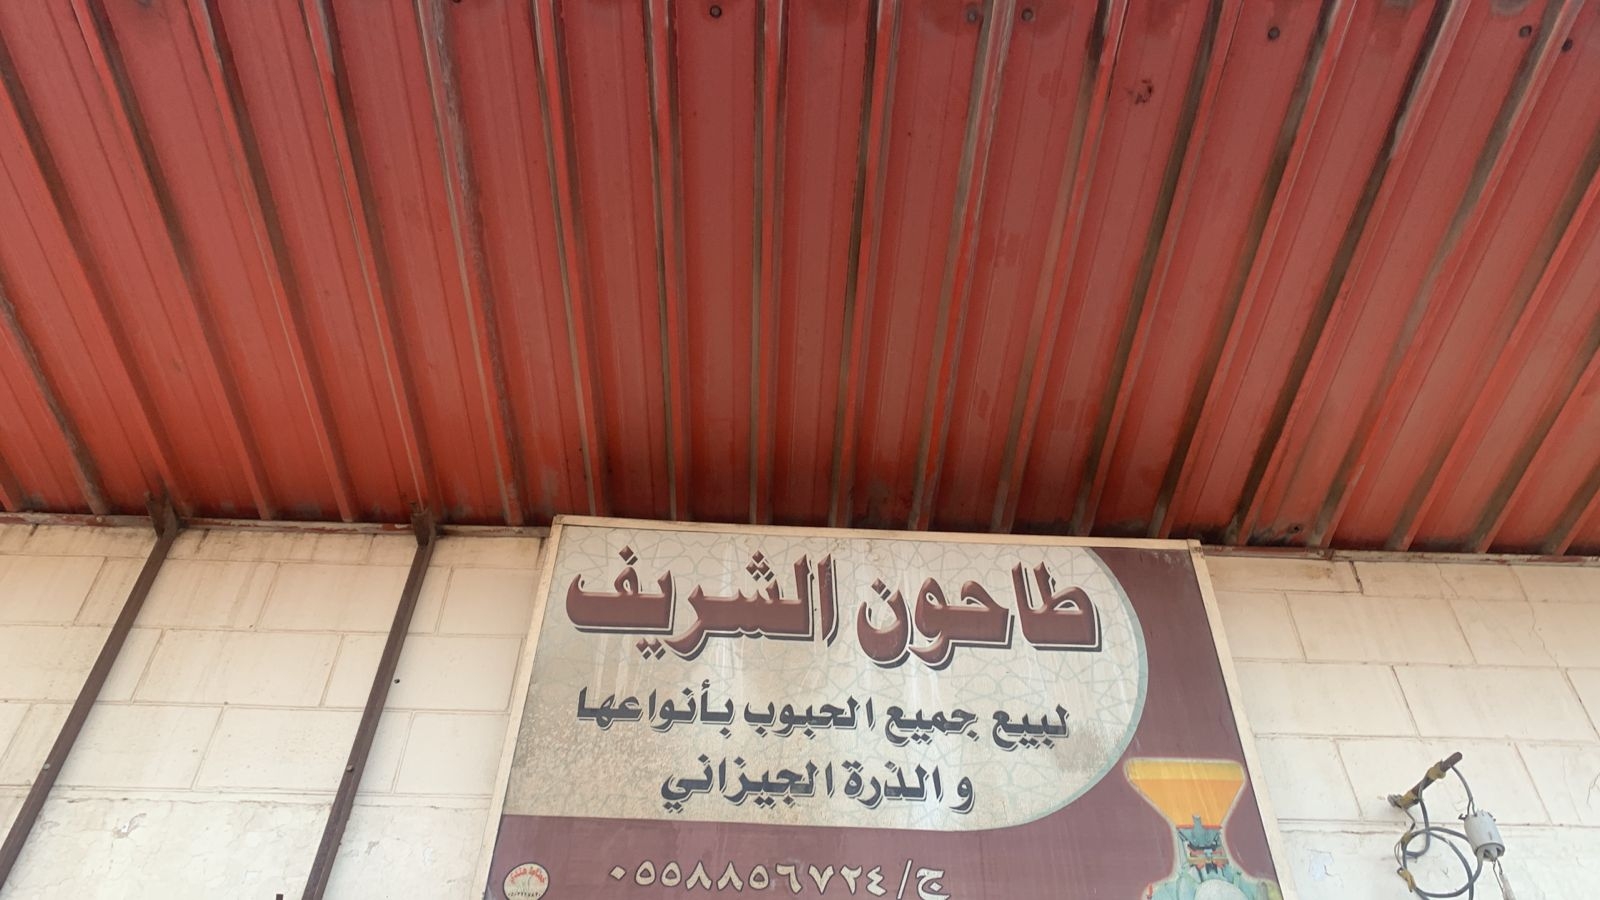 طاحون الشريف
لبيع جميع الحبوب بأنواعها
و الذرة الجيزاني
ج/ ٠٥٥٨٨٥٦٧٢٤